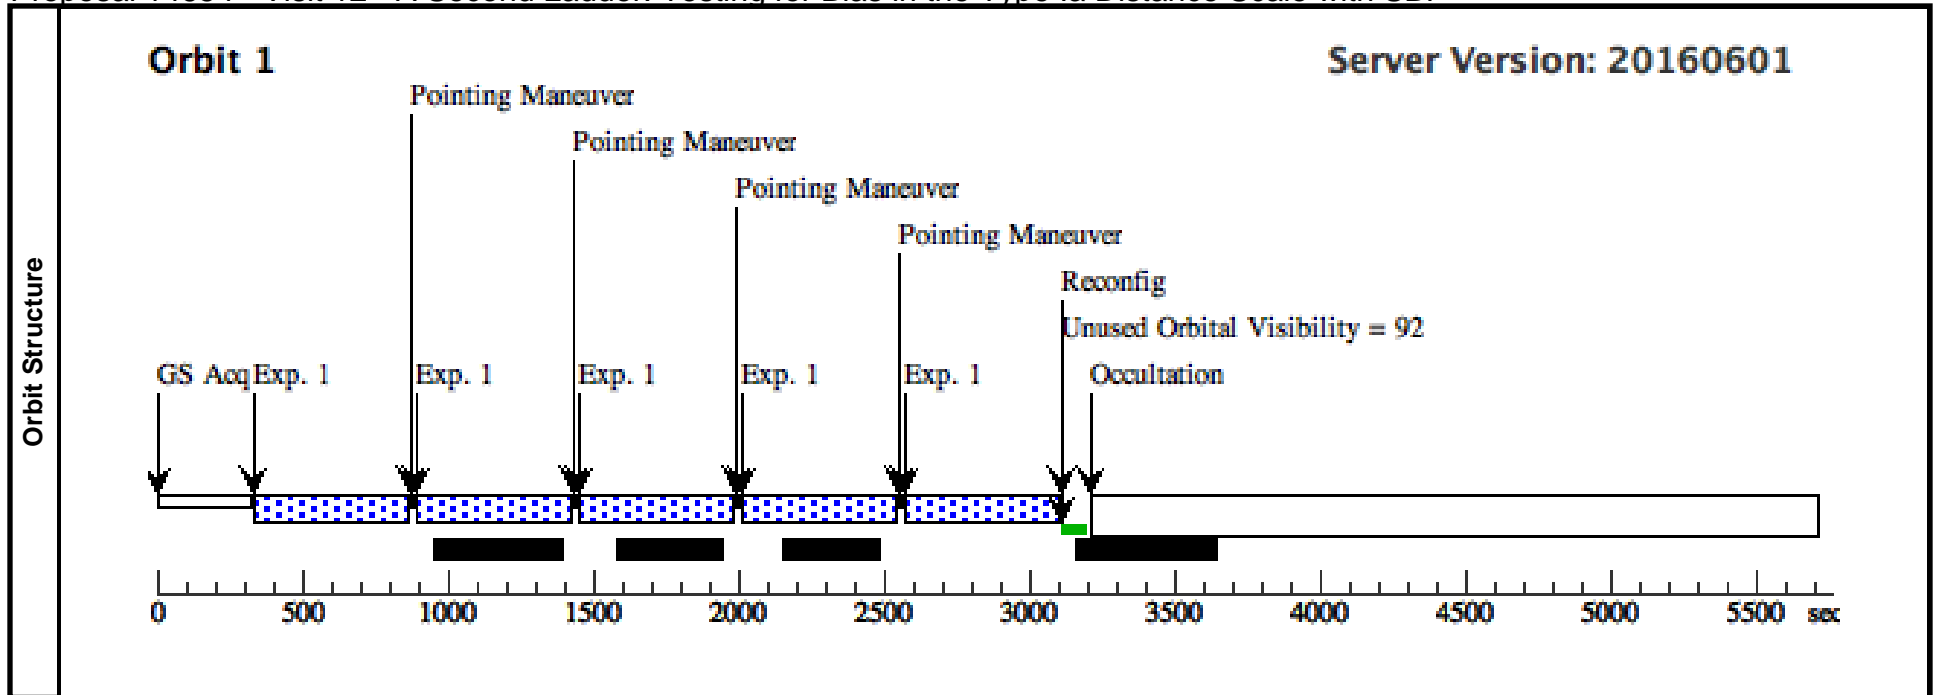 Orbit 1
Server Version: 20160601
Pointing Maneuver
Pointing Maneuver
Pointing Maneuver
Pointing Maneuver
Reconfig
Unused Orbital Visibility = 92
GS Acq Exp. 1 Exp. 1 Exp. 1 Exp. 1 Exp. 1 Occultation
Orbit Structure
0 500 1000 1500 2000 2500 3000 3500 4000 4500 5000 5500 sec